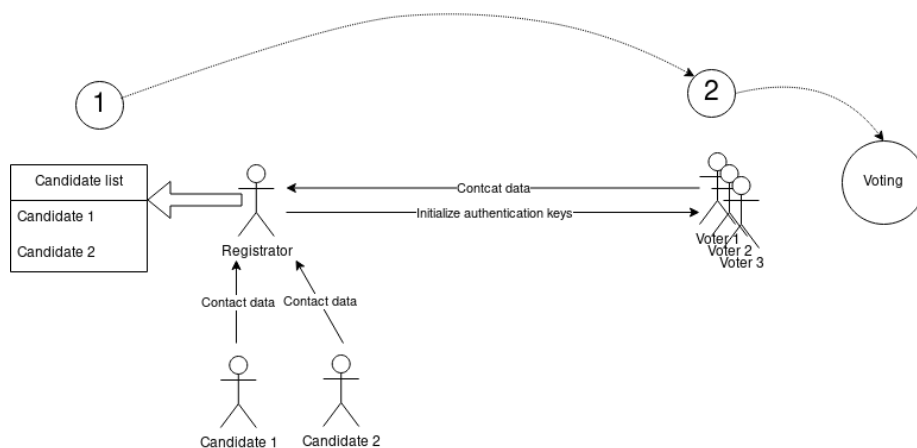 1
2
Voting
Candidate list
Candidate 1
Candidate 2
Registrator
Contcat data
Initialize authentication keys
Voter 1
Voter 2
Voter 3
Contact data
Contact data
Candidate 1
Candidate 2